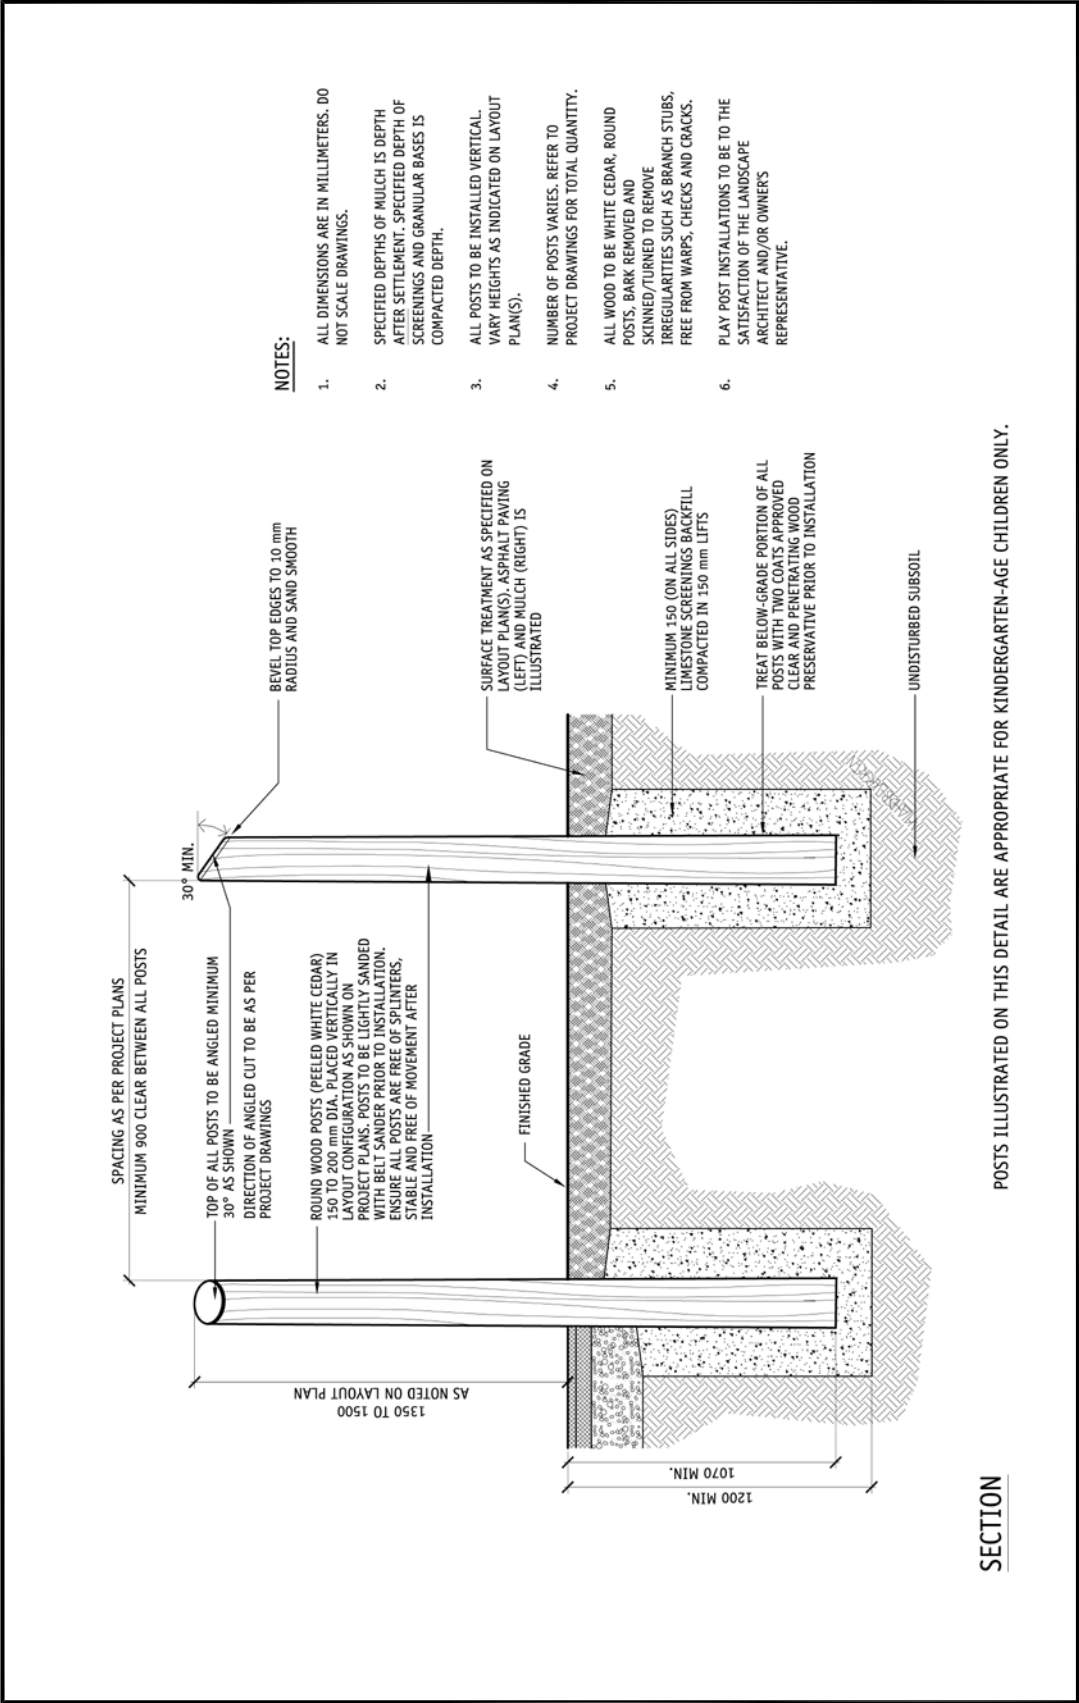 SPACING AS PER PROJECT PLANS
MINIMUM 900 CLEAR BETWEEN ALL POSTS
30° MIN.
TOP OF ALL POSTS TO BE ANGLED MINIMUM
30° AS SHOWN
DIRECTION OF ANGLED CUT TO BE AS PER
PROJECT DRAWINGS
ROUND WOOD POSTS (PEELED WHITE CEDAR)
150 TO 200 mm DIA. PLACED VERTICALLY IN
LAYOUT CONFIGURATION AS SHOWN ON
PROJECT PLANS. POSTS TO BE LIGHTLY SANDED
WITH BELT SANDER PRIOR TO INSTALLATION.
ENSURE ALL POSTS ARE FREE OF SPLINTERS,
STABLE AND FREE OF MOVEMENT AFTER
INSTALLATION
FINISHED GRADE
1350 TO 1500
AS NOTED ON LAYOUT PLAN
1070 MIN.
1200 MIN.
BEVEL TOP EDGES TO 10 mm
RADIUS AND SAND SMOOTH
SURFACE TREATMENT AS SPECIFIED ON
LAYOUT PLAN(S). ASPHALT PAVING
(LEFT) AND MULCH (RIGHT) IS
ILLUSTRATED
MINIMUM 150 (ON ALL SIDES)
LIMESTONE SCREENINGS BACKFILL
COMPACTED IN 150 mm LIFTS
TREAT BELOW-GRADE PORTION OF ALL
POSTS WITH TWO COATS APPROVED
CLEAR AND PENETRATING WOOD
PRESERVATIVE PRIOR TO INSTALLATION
UNDISTURBED SUBSOIL
NOTES:
1. ALL DIMENSIONS ARE IN MILLIMETERS. DO
NOT SCALE DRAWINGS.
2. SPECIFIED DEPTHS OF MULCH IS DEPTH
AFTER SETTLEMENT. SPECIFIED DEPTH OF
SCREENINGS AND GRANULAR BASES IS
COMPACTED DEPTH.
3. ALL POSTS TO BE INSTALLED VERTICAL.
VARY HEIGHTS AS INDICATED ON LAYOUT
PLAN(S).
4. NUMBER OF POSTS VARIES. REFER TO
PROJECT DRAWINGS FOR TOTAL QUANTITY.
5. ALL WOOD TO BE WHITE CEDAR, ROUND
POSTS, BARK REMOVED AND
SKINNED/TURNED TO REMOVE
IRREGULARITIES SUCH AS BRANCH STUBS,
FREE FROM WARPS, CHECKS AND CRACKS.
6. PLAY POST INSTALLATIONS TO BE TO THE
SATISFACTION OF THE LANDSCAPE
ARCHITECT AND/OR OWNER'S
REPRESENTATIVE.
SECTION
POSTS ILLUSTRATED ON THIS DETAIL ARE APPROPRIATE FOR KINDERGARTEN-AGE CHILDREN ONLY.